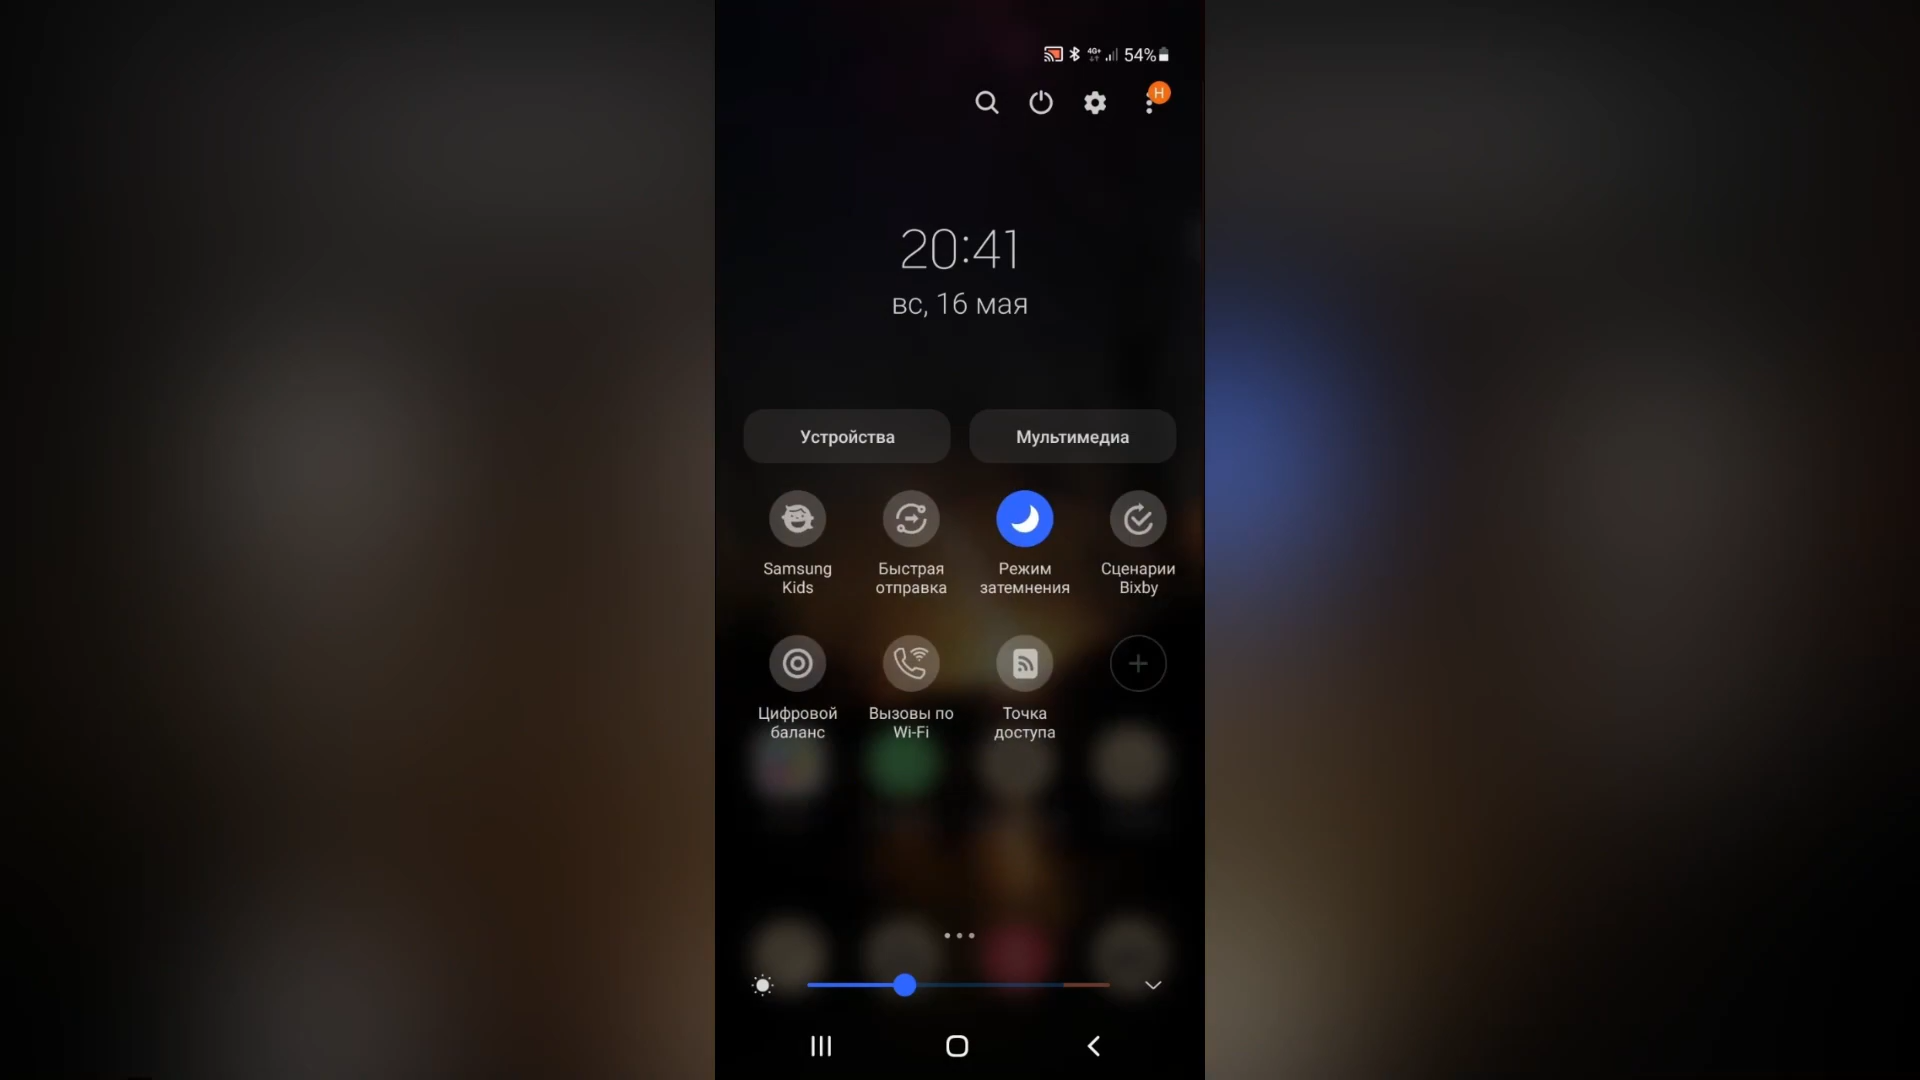 4G+ 54%
H
20:41
вс, 16 мая
Устройства Мультимедиа
Samsung Kids
Быстрая отправка
Режим затемнения
Сценарии Bixby
Цифровой баланс
Вызовы по Wi-Fi
Точка доступа